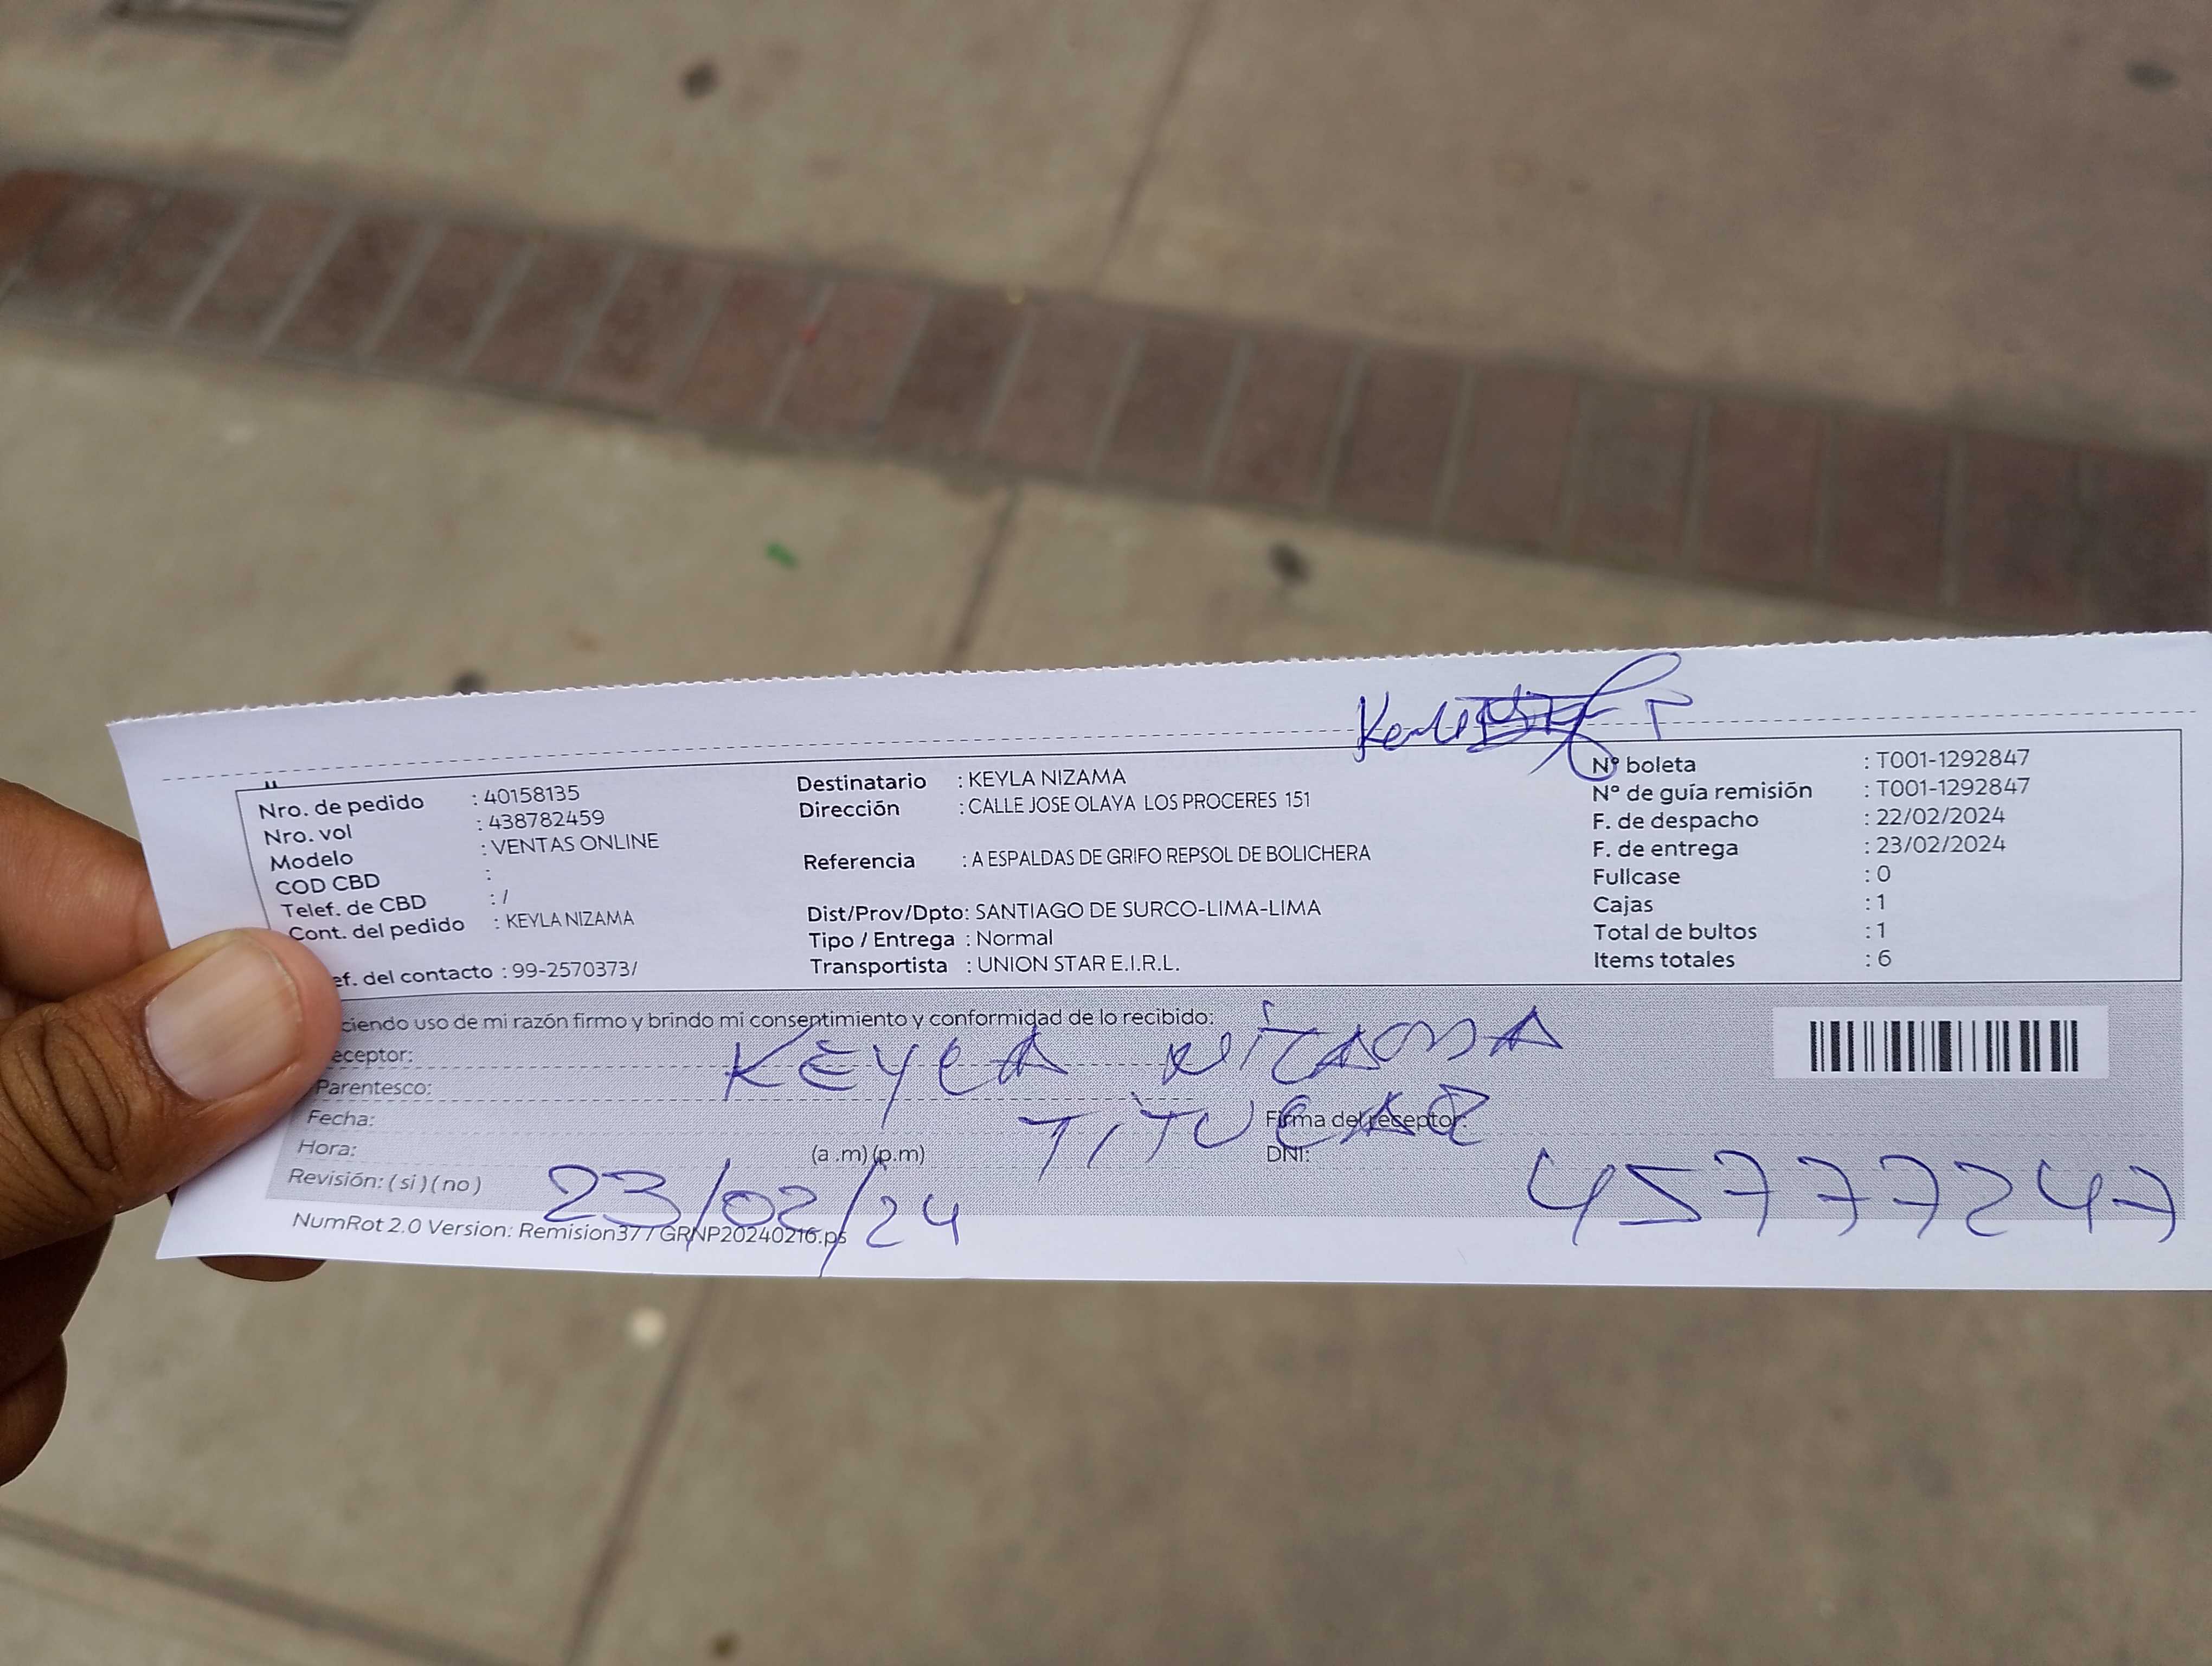 Nro. de pedido : 40158135
Nro. vol : 438782459
Modelo : VENTAS ONLINE
COD CBD :
Telef. de CBD : /
Cont. del pedido : KEYLA NIZAMA
ef. del contacto : 99-2570373/
Destinatario : KEYLA NIZAMA
Dirección : CALLE JOSE OLAYA LOS PROCERES 151
Referencia : A ESPALDAS DE GRIFO REPSOL DE BOLICHERA
Dist/Prov/Dpto: SANTIAGO DE SURCO-LIMA-LIMA
Tipo / Entrega : Normal
Transportista : UNION STAR E.I.R.L.
Nº boleta : T001-1292847
Nº de guía remisión : T001-1292847
F. de despacho : 22/02/2024
F. de entrega : 23/02/2024
Fullcase : 0
Cajas : 1
Total de bultos : 1
Items totales : 6
ciendo uso de mi razón firmo y brindo mi consentimiento y conformidad de lo recibido:
eceptor: KEYLA NIZAMA
Parentesco: TITULAR
Fecha: 23/02/24
Hora: (a .m) (p.m)
Revisión: ( si ) ( no )
Firma del receptor:
DNI: 45777247
NumRot 2.0 Version: Remision377GRNP20240216.ps